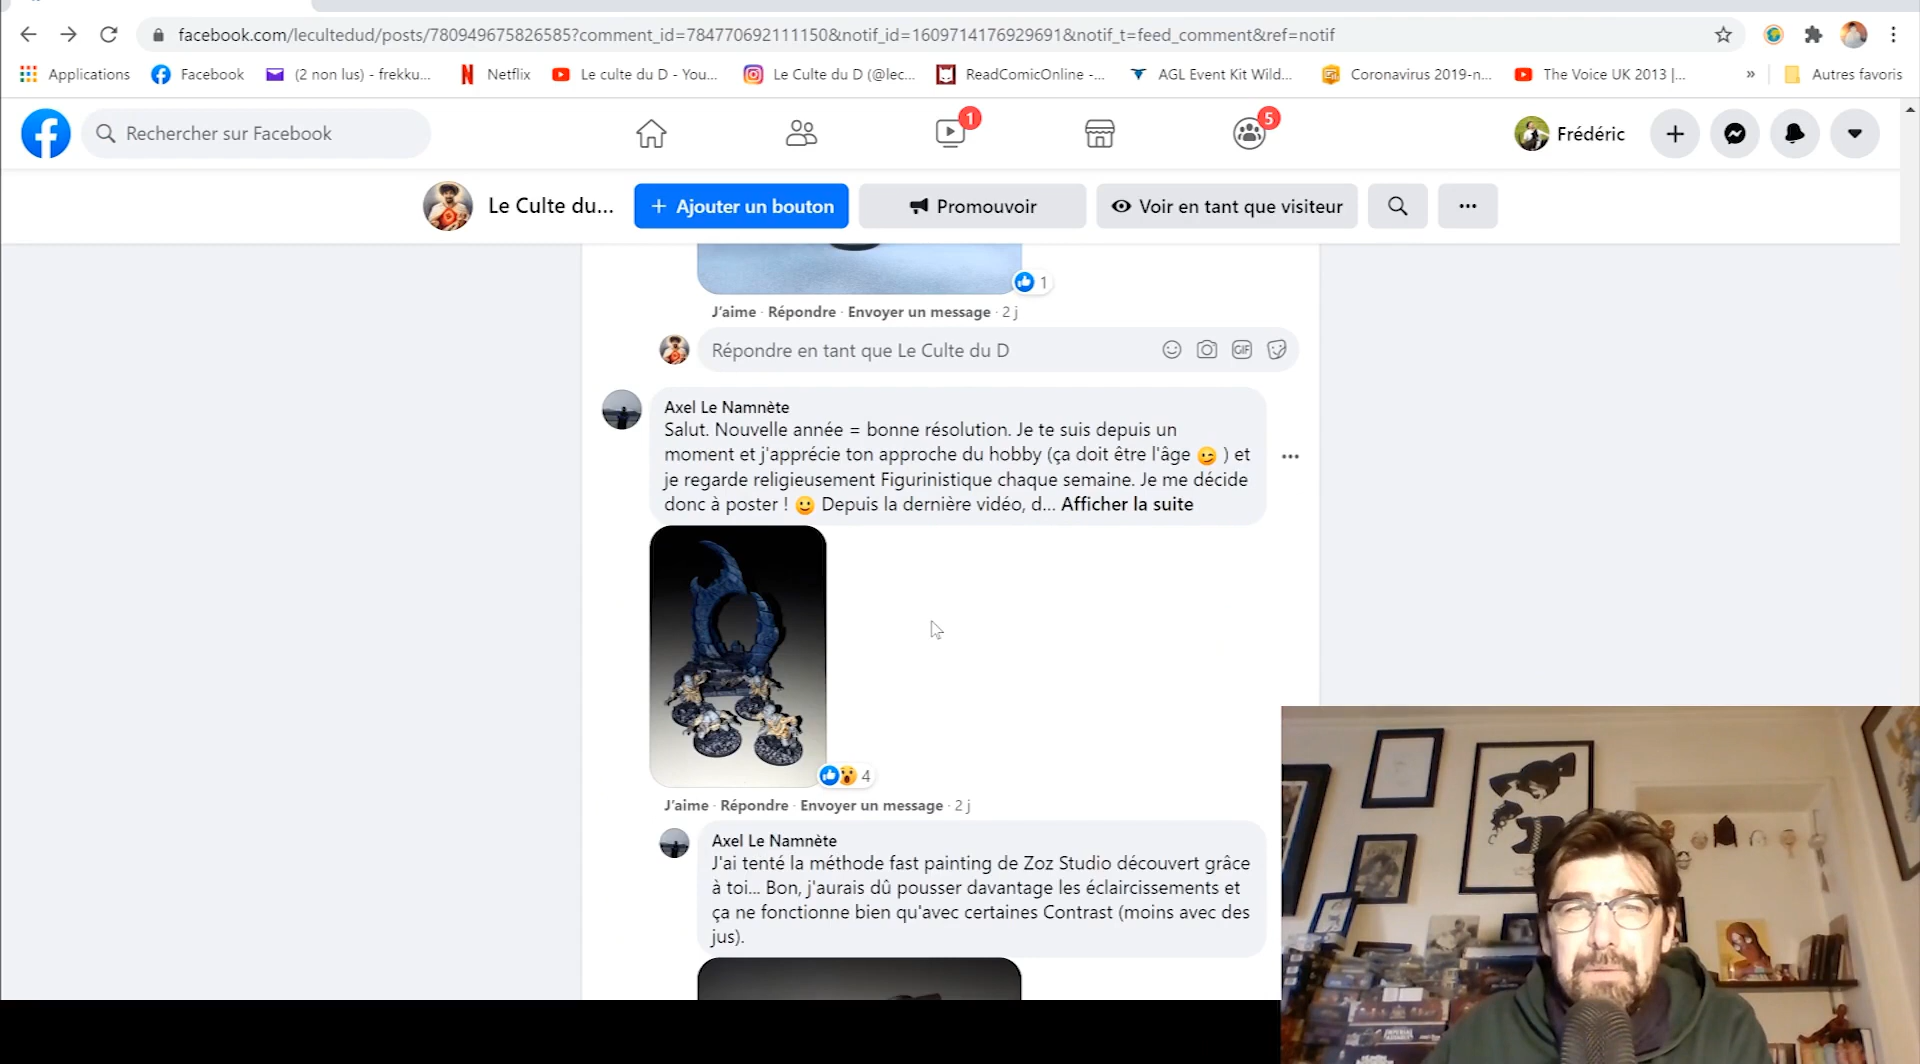 facebook.com/lecultedud/posts/780949675826585?comment_id=784770692111150&notif_id=1609714176929691&notif_t=feed_comment&ref=notif
Applications
Facebook
(2 non lus) - frekku...
Netflix
Le culte du D - You...
Le Culte du D (@lec...
ReadComicOnline -...
AGL Event Kit Wild...
Coronavirus 2019-n...
The Voice UK 2013 |...
»
Autres favoris
Rechercher sur Facebook
1
5
Frédéric
Le Culte du...
+ Ajouter un bouton
Promouvoir
Voir en tant que visiteur
1
J'aime · Répondre · Envoyer un message · 2 j
Répondre en tant que Le Culte du D
GIF
Axel Le Namnète
Salut. Nouvelle année = bonne résolution. Je te suis depuis un
moment et j'apprécie ton approche du hobby (ça doit être l'âge 😉 ) et
je regarde religieusement Figurinistique chaque semaine. Je me décide
donc à poster ! 🙂 Depuis la dernière vidéo, d... Afficher la suite
4
J'aime · Répondre · Envoyer un message · 2 j
Axel Le Namnète
J'ai tenté la méthode fast painting de Zoz Studio découvert grâce
à toi... Bon, j'aurais dû pousser davantage les éclaircissements et
ça ne fonctionne bien qu'avec certaines Contrast (moins avec des
jus).